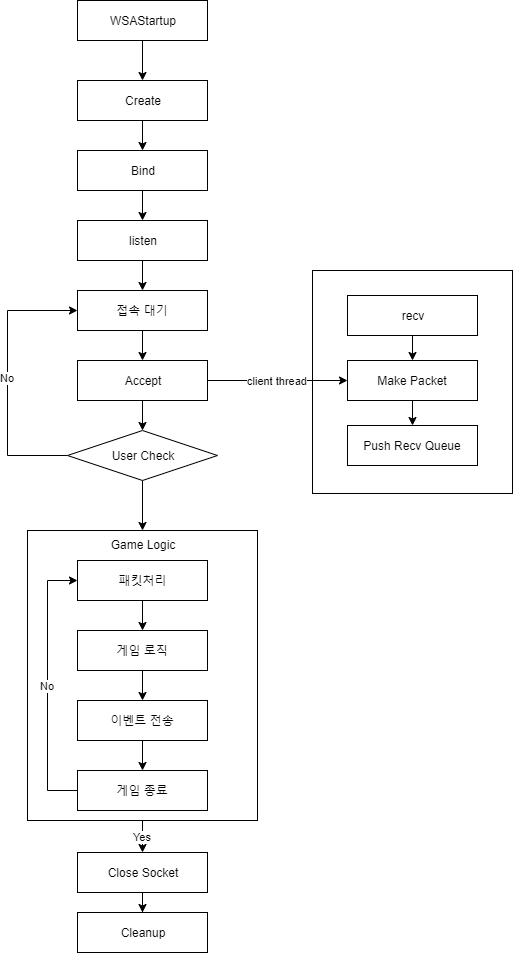 WSAStartup
Create
Bind
listen
접속 대기
recv
No
Accept
client thread
Make Packet
User Check
Push Recv Queue
Game Logic
패킷처리
게임 로직
No
이벤트 전송
게임 종료
Yes
Close Socket
Cleanup